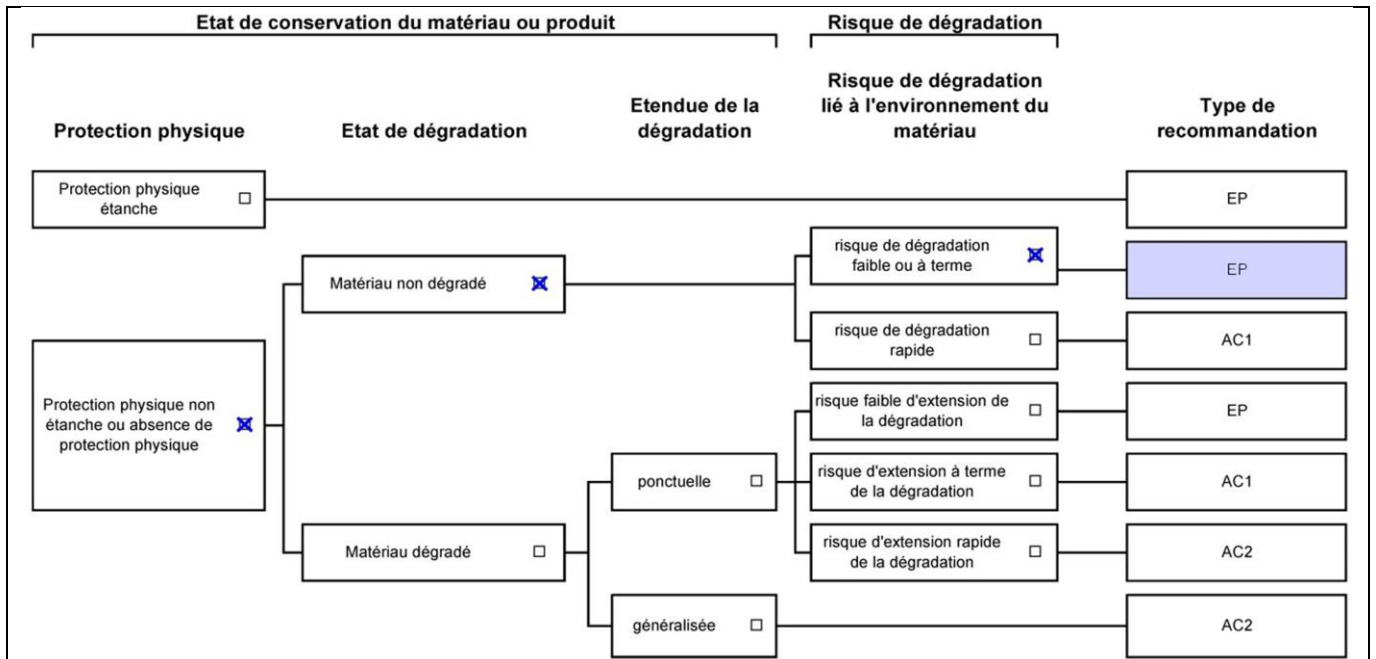 Etat de conservation du matériau ou produit
Risque de dégradation
Protection physique
Etat de dégradation
Etendue de la
dégradation
Risque de dégradation
lié à l'environnement du
matériau
Type de
recommandation
Protection physique
étanche
EP
risque de dégradation
faible ou à terme
EP
Matériau non dégradé
risque de dégradation
rapide
AC1
Protection physique non
étanche ou absence de
protection physique
risque faible d'extension de
la dégradation
EP
ponctuelle
risque d'extension à terme
de la dégradation
AC1
Matériau dégradé
risque d'extension rapide
de la dégradation
AC2
généralisée
AC2